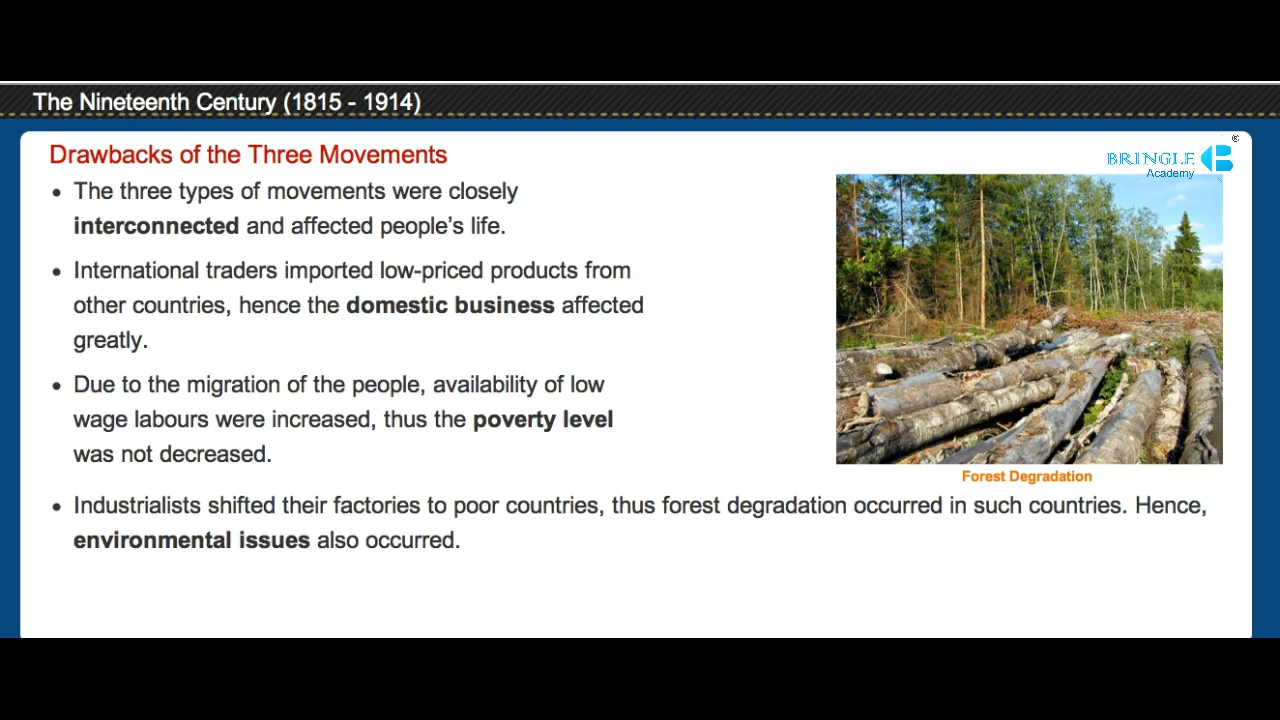 The Nineteenth Century (1815 - 1914)
Drawbacks of the Three Movements
BRINGLE
Academy
®
• The three types of movements were closely
interconnected and affected people's life.
• International traders imported low-priced products from
other countries, hence the domestic business affected
greatly.
• Due to the migration of the people, availability of low
wage labours were increased, thus the poverty level
was not decreased.
Forest Degradation
• Industrialists shifted their factories to poor countries, thus forest degradation occurred in such countries. Hence,
environmental issues also occurred.